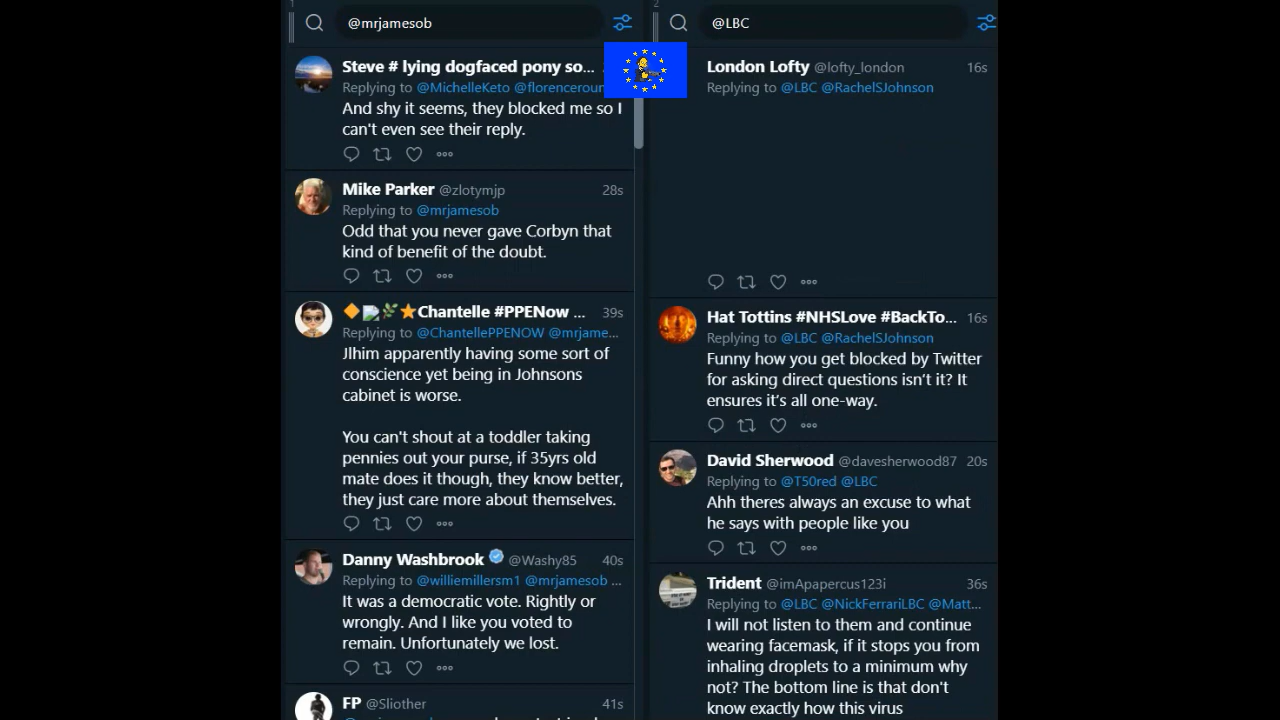 1
@mrjamesob
Steve # lying dogfaced pony so...
Replying to @MichelleKeto @florencerou
And shy it seems, they blocked me so I
can't even see their reply.
Mike Parker @zlotymjp 28s
Replying to @mrjamesob
Odd that you never gave Corbyn that
kind of benefit of the doubt.
Chantelle #PPENow ... 39s
Replying to @ChantellePPENOW @mrjame...
Jlhim apparently having some sort of
conscience yet being in Johnsons
cabinet is worse.
You can't shout at a toddler taking
pennies out your purse, if 35yrs old
mate does it though, they know better,
they just care more about themselves.
Danny Washbrook @Washy85 40s
Replying to @williemillersm1 @mrjamesob ...
It was a democratic vote. Rightly or
wrongly. And I like you voted to
remain. Unfortunately we lost.
FP @Sliother 41s
2
@LBC
London Lofty @lofty_london 16s
Replying to @LBC @RachelSJohnson
Hat Tottins #NHSLove #BackTo... 16s
Replying to @LBC @RachelSJohnson
Funny how you get blocked by Twitter
for asking direct questions isn’t it? It
ensures it’s all one-way.
David Sherwood @davesherwood87 20s
Replying to @T50red @LBC
Ahh theres always an excuse to what
he says with people like you
Trident @imApapercus123i 36s
Replying to @LBC @NickFerrariLBC @Matt...
I will not listen to them and continue
wearing facemask, if it stops you from
inhaling droplets to a minimum why
not? The bottom line is that don't
know exactly how this virus